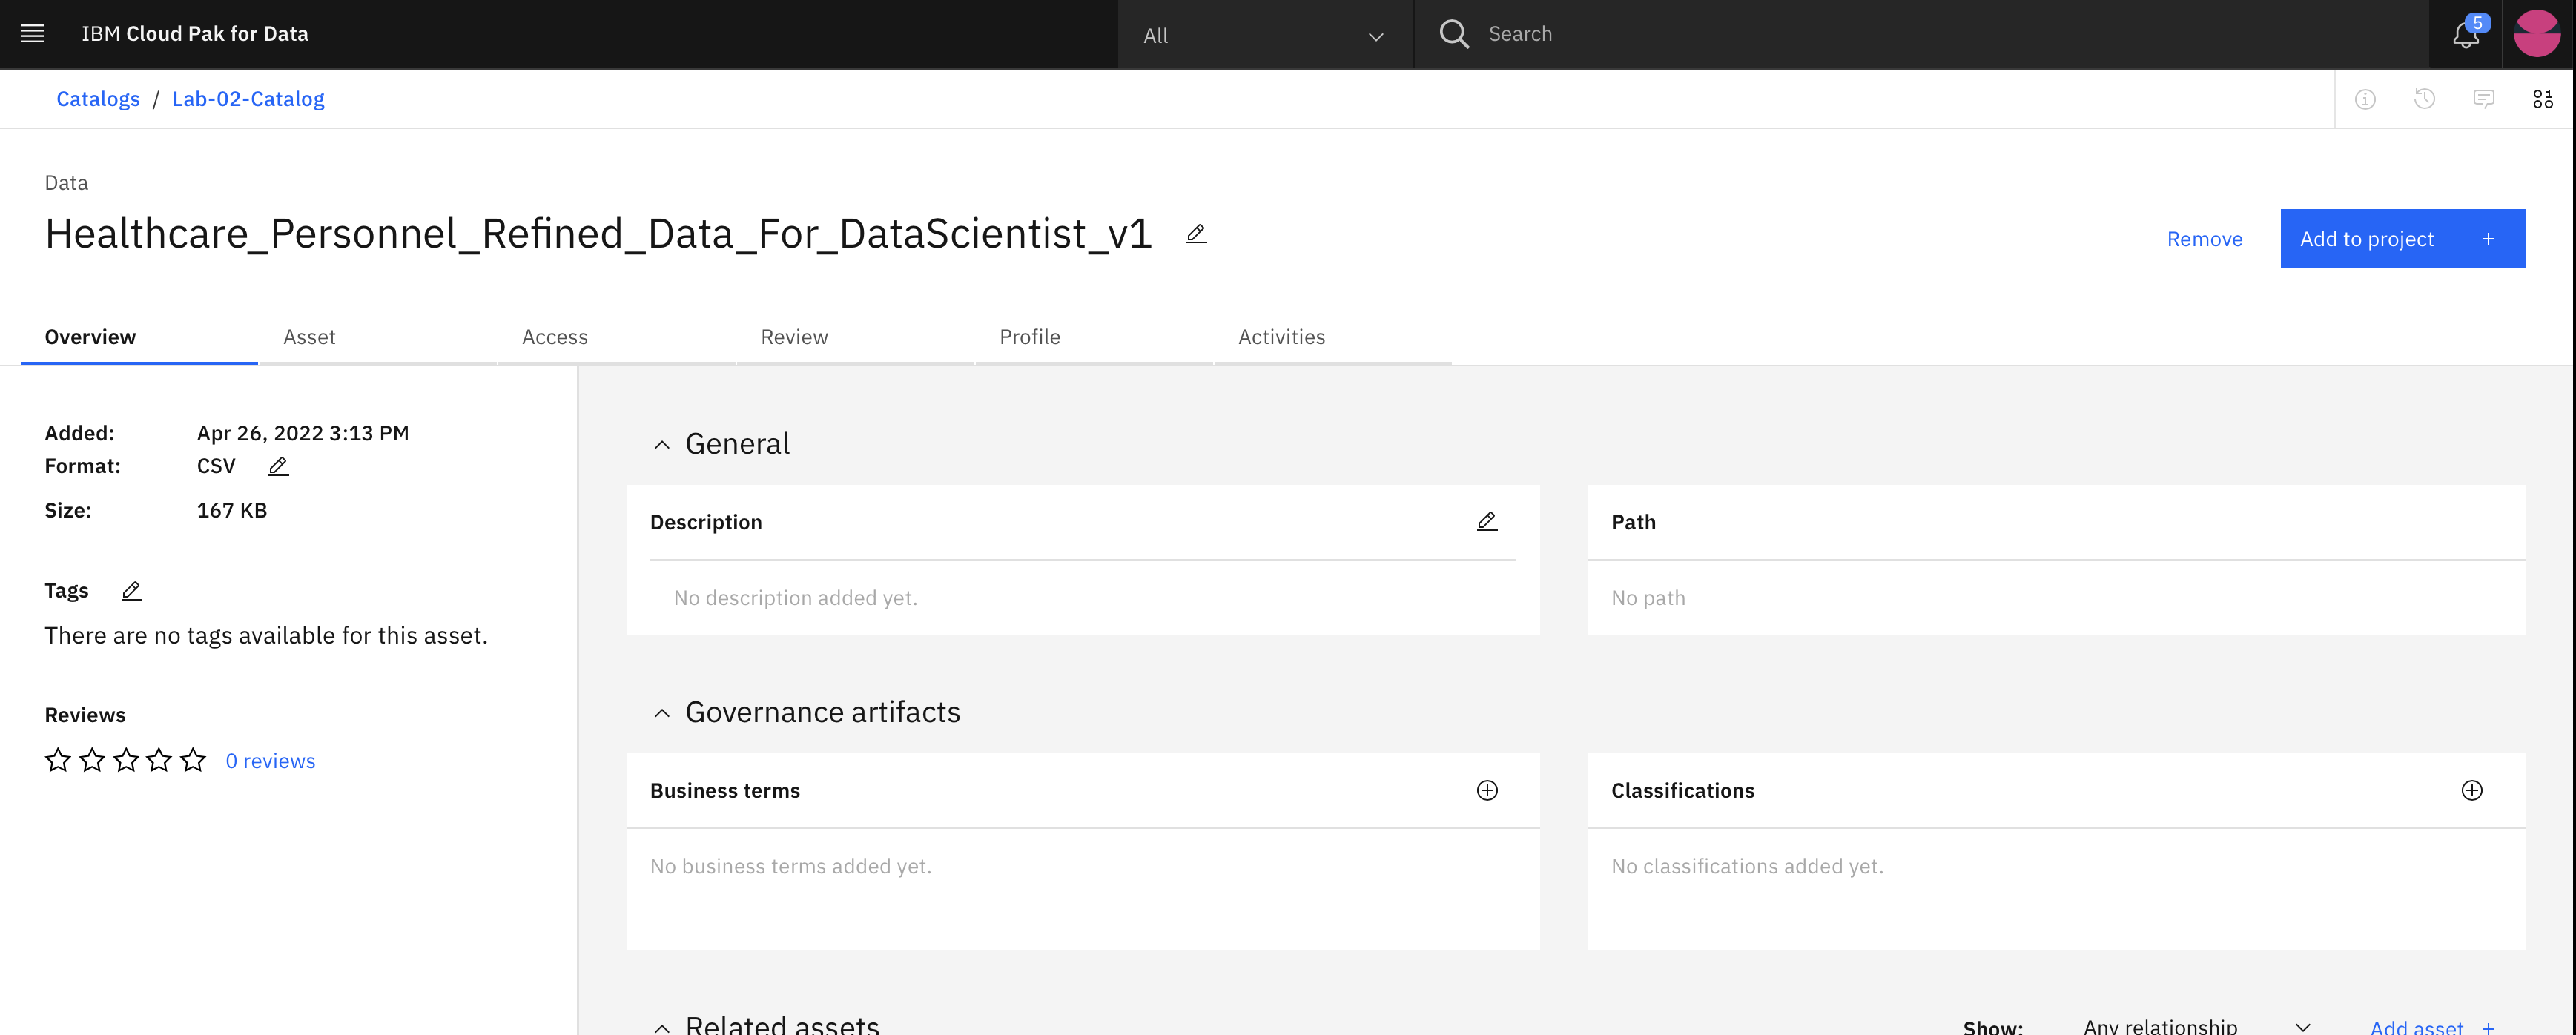 IBM Cloud Pak for Data
All
Search
5
Catalogs / Lab-02-Catalog
Data
Healthcare_Personnel_Refined_Data_For_DataScientist_v1
Remove
Add to project +
Overview
Asset
Access
Review
Profile
Activities
Added: Apr 26, 2022 3:13 PM
Format: CSV
Size: 167 KB
Tags
There are no tags available for this asset.
Reviews
0 reviews
General
Description
No description added yet.
Path
No path
Governance artifacts
Business terms
No business terms added yet.
Classifications
No classifications added yet.
Related assets
Show: Any relationship
Add asset +